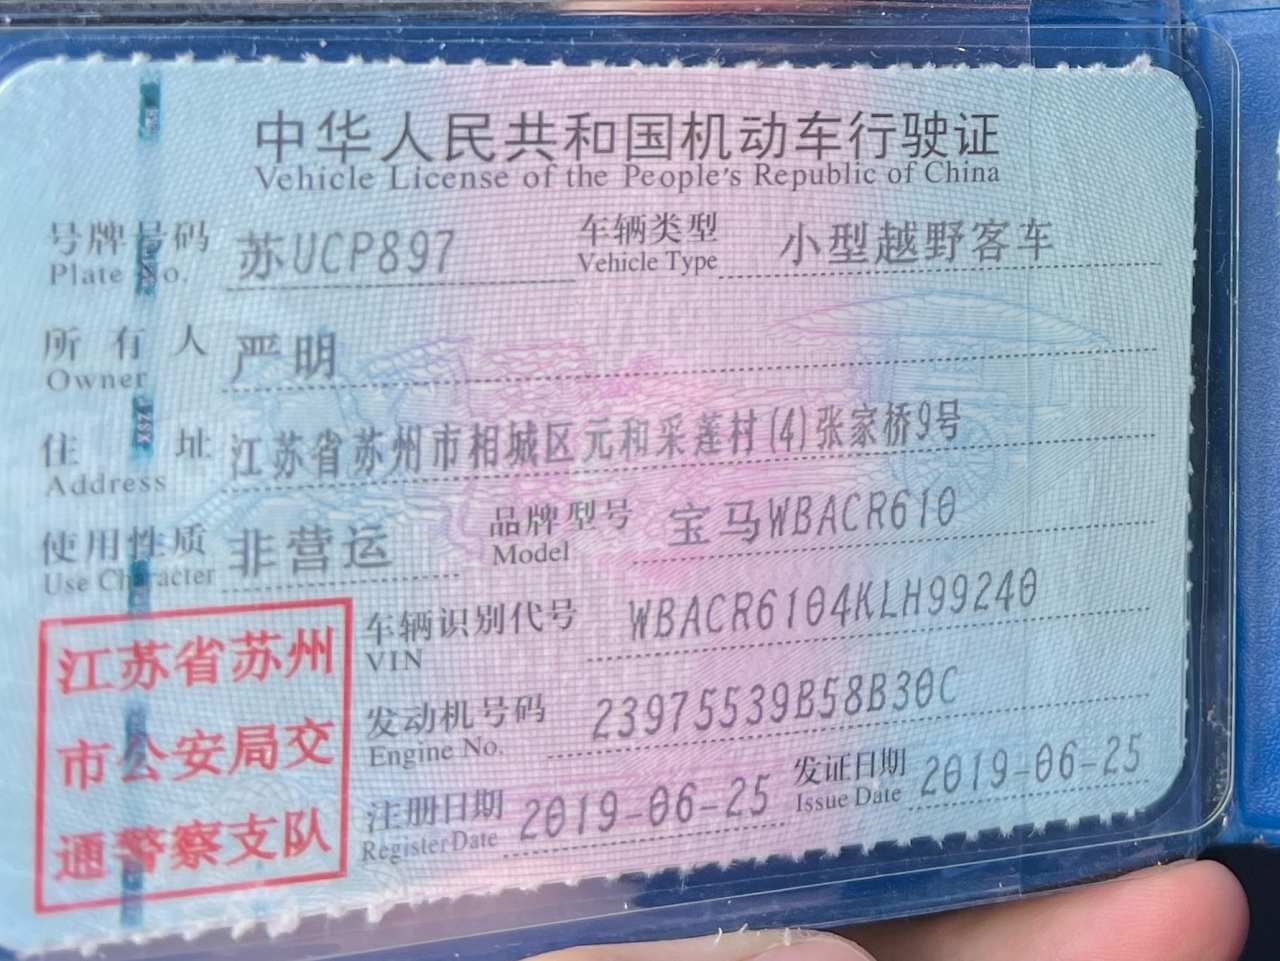 中华人民共和国机动车行驶证
Vehicle License of the People's Republic of China
号牌号码 苏UCP897 车辆类型 小型越野客车
Plate No. Vehicle Type
所有人 严明
Owner
住址 江苏省苏州市相城区元和采莲村(4)张家桥9号
Address
使用性质 非营运 品牌型号 宝马WBACR610
Use Character Model
江苏省苏州
市公安局交
通警察支队
车辆识别代号 WBACR6104KLH99240
VIN
发动机号码 23975539B58B30C
Engine No.
注册日期 2019-06-25 发证日期 2019-06-25
Register Date Issue Date